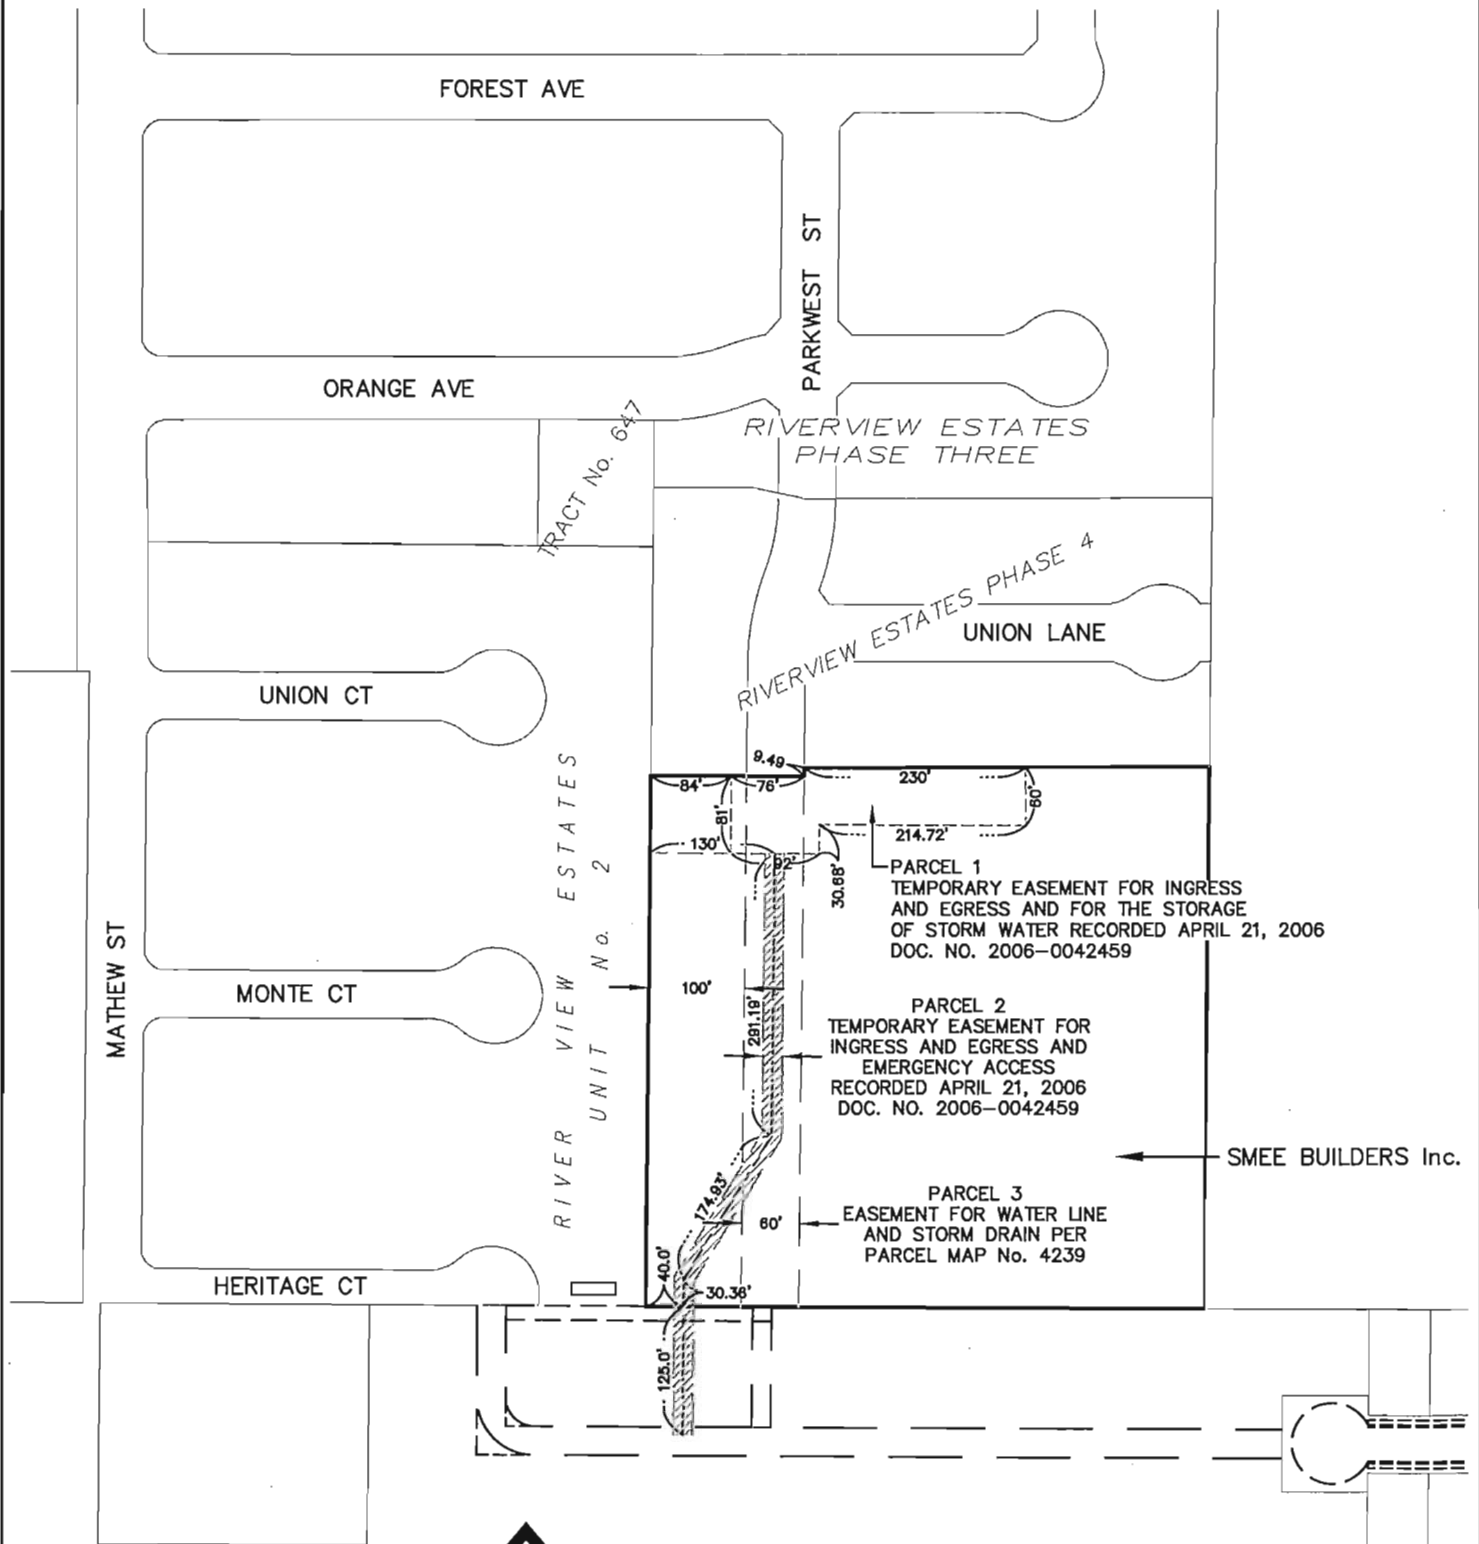 FOREST AVE
PARKWEST ST
ORANGE AVE
TRACT No. 647
RIVERVIEW ESTATES
PHASE THREE
RIVERVIEW ESTATES PHASE 4
UNION LANE
UNION CT
9.49
84'
76'
230'
60'
81'
214.72'
130'
92'
30.68'
PARCEL 1
TEMPORARY EASEMENT FOR INGRESS
AND EGRESS AND FOR THE STORAGE
OF STORM WATER RECORDED APRIL 21, 2006
DOC. NO. 2006-0042459
MATHEW ST
MONTE CT
RIVER VIEW ESTATES
UNIT No. 2
100'
291.19'
PARCEL 2
TEMPORARY EASEMENT FOR
INGRESS AND EGRESS AND
EMERGENCY ACCESS
RECORDED APRIL 21, 2006
DOC. NO. 2006-0042459
SMEE BUILDERS Inc.
174.93'
60'
PARCEL 3
EASEMENT FOR WATER LINE
AND STORM DRAIN PER
PARCEL MAP No. 4239
HERITAGE CT
40.0'
30.36'
125.0'